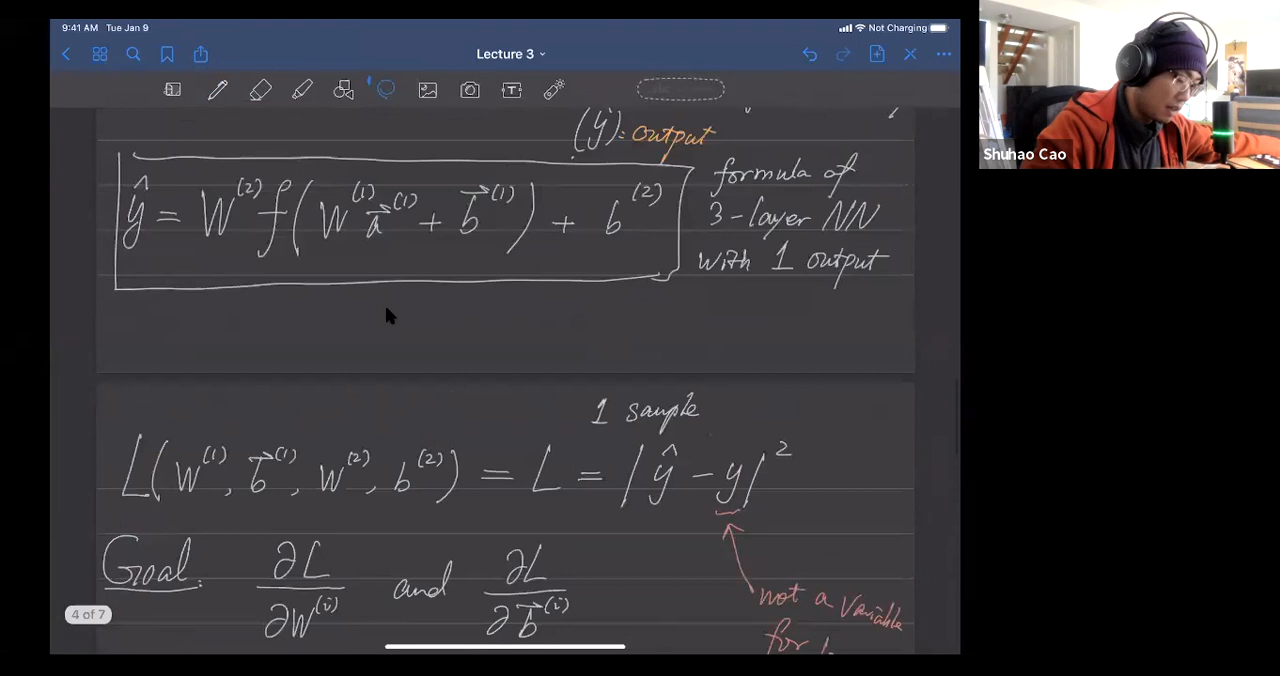 9:41 AM Tue Jan 9
Not Charging
Lecture 3
Shuhao Cao
(ŷ): output
ŷ = W^(2) f(W^(1) a⃗^(1) + b⃗^(1)) + b^(2)
formula of
3-layer NN
with 1 output
1 sample
L(W^(1), b⃗^(1), W^(2), b^(2)) = L = |ŷ - y|^2
Goal: ∂L/∂W^(i) and ∂L/∂b⃗^(i)
not a variable
for L
4 of 7